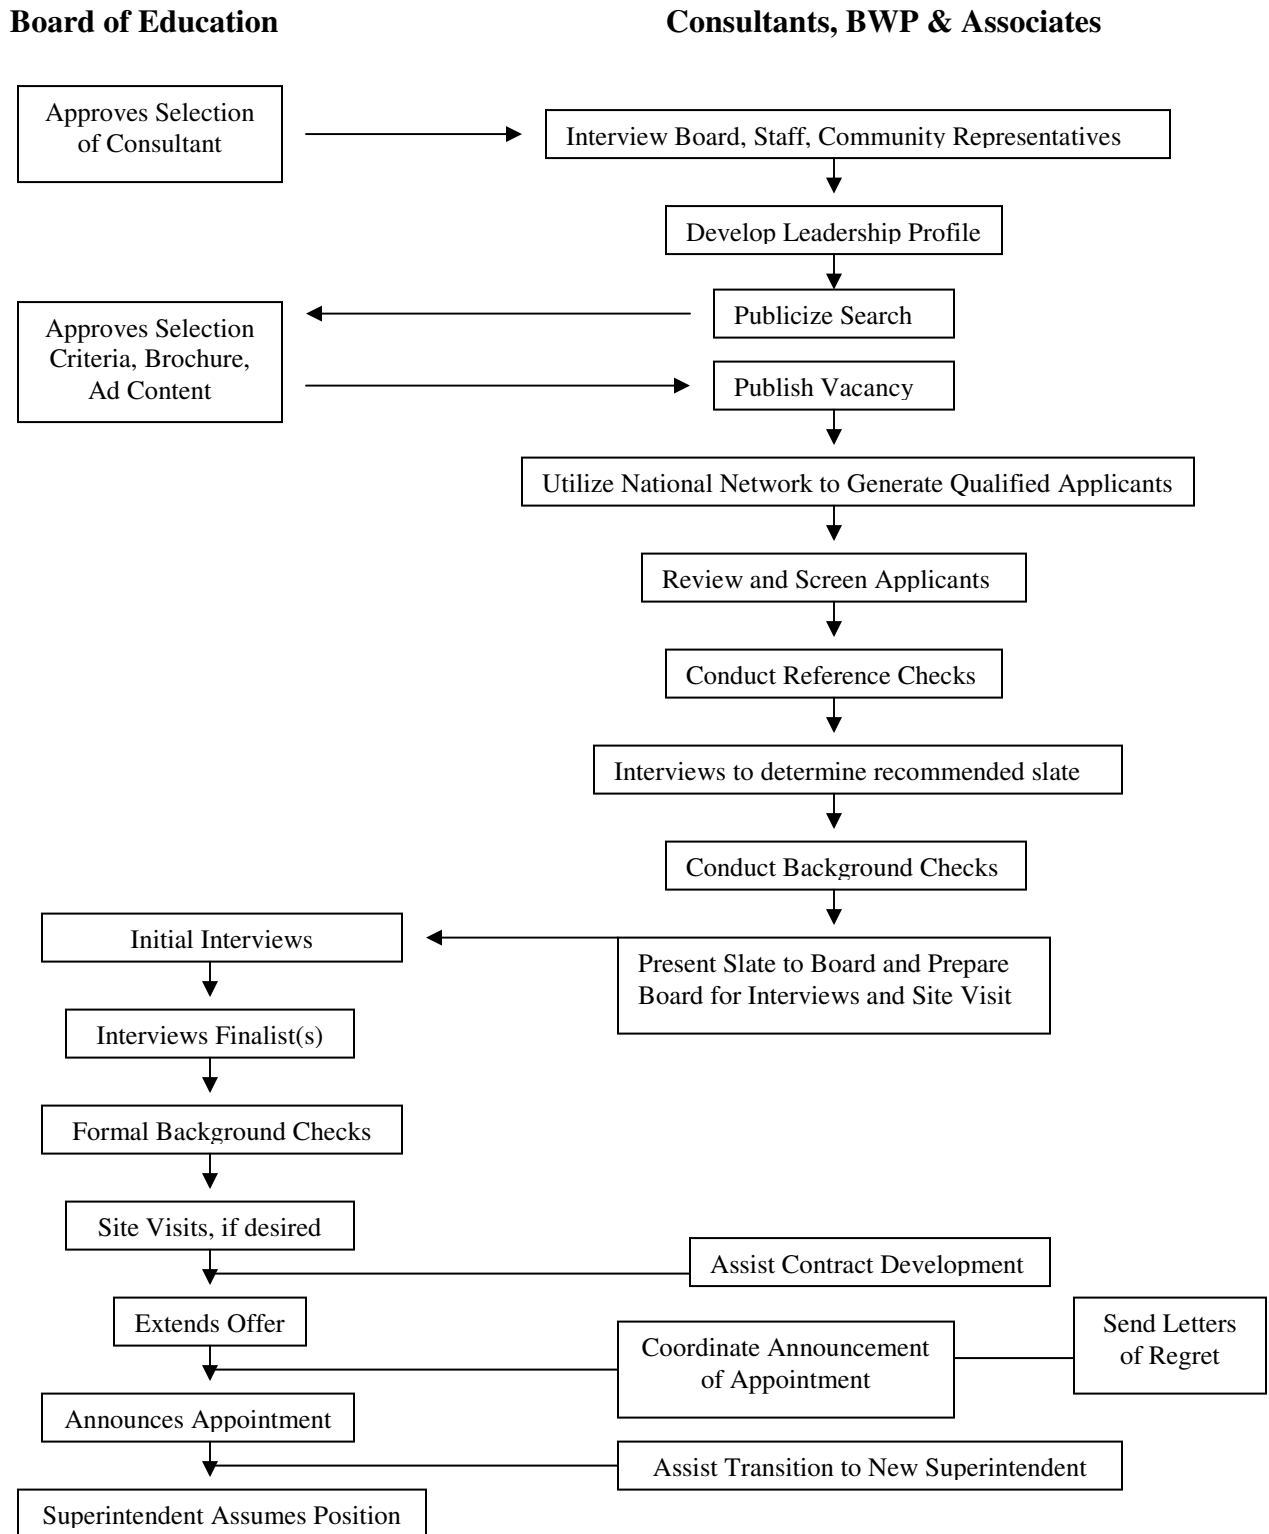 Board of Education
Consultants, BWP & Associates
Approves Selection
of Consultant
Interview Board, Staff, Community Representatives
Develop Leadership Profile
Publicize Search
Approves Selection
Criteria, Brochure,
Ad Content
Publish Vacancy
Utilize National Network to Generate Qualified Applicants
Review and Screen Applicants
Conduct Reference Checks
Interviews to determine recommended slate
Conduct Background Checks
Present Slate to Board and Prepare
Board for Interviews and Site Visit
Initial Interviews
Interviews Finalist(s)
Formal Background Checks
Site Visits, if desired
Assist Contract Development
Extends Offer
Coordinate Announcement
of Appointment
Send Letters
of Regret
Announces Appointment
Assist Transition to New Superintendent
Superintendent Assumes Position